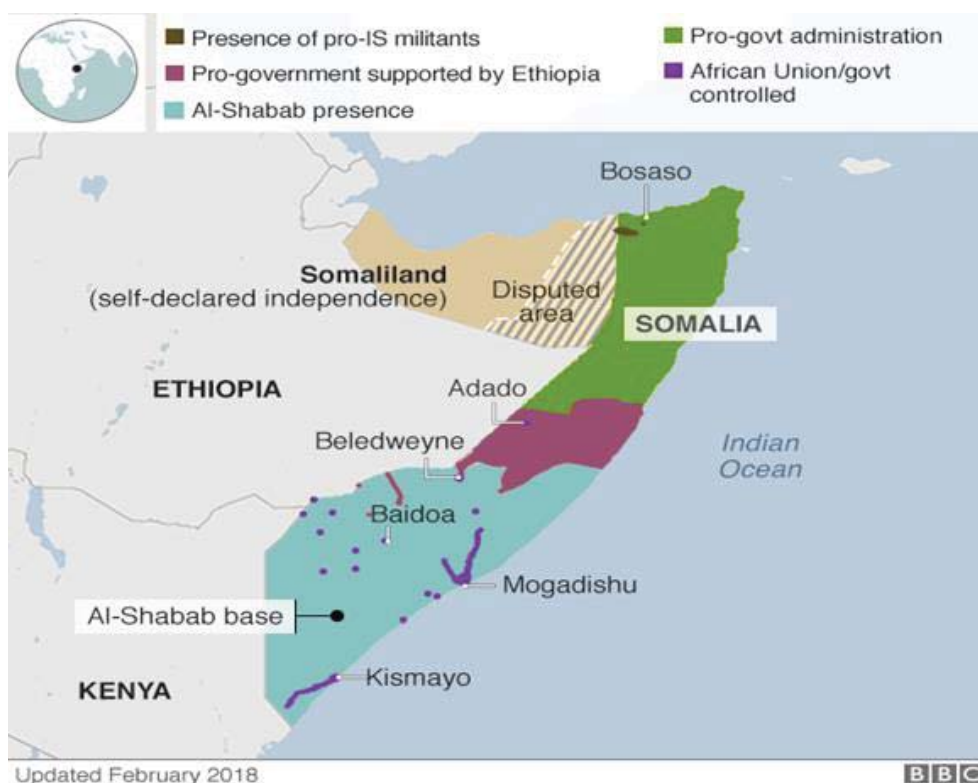 Presence of pro-IS militants
Pro-government supported by Ethiopia
Al-Shabab presence
Pro-govt administration
African Union/govt
controlled
Bosaso
Somaliland
(self-declared independence)
Disputed
area
SOMALIA
ETHIOPIA
Adado
Beledweyne
Indian
Ocean
Baidoa
Mogadishu
Al-Shabab base
Kismayo
KENYA
Updated February 2018
BBC